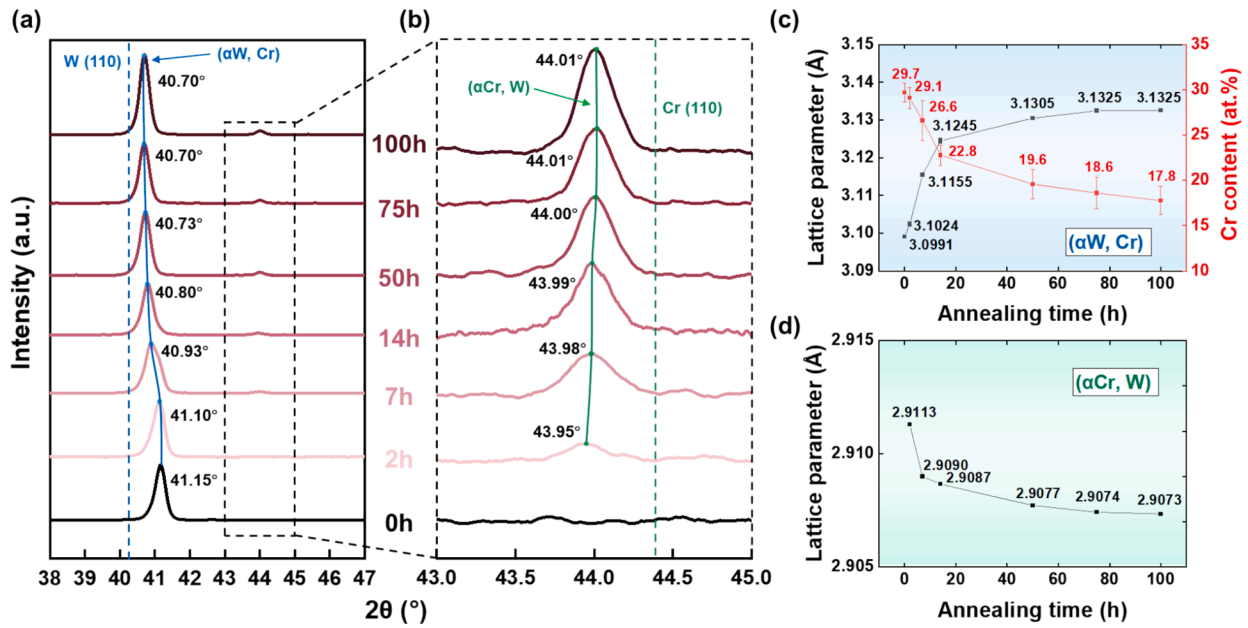 (a)
W (110)
(αW, Cr)
40.70°
40.70°
40.73°
40.80°
40.93°
41.10°
41.15°
Intensity (a.u.)
38 39 40 41 42 43 44 45 46 47
100h
75h
50h
14h
7h
2h
0h
2θ (°)
(b)
44.01°
(αCr, W)
Cr (110)
44.01°
44.00°
43.99°
43.98°
43.95°
43.0 43.5 44.0 44.5 45.0
(c)
3.15
3.14
3.13
3.12
3.11
3.10
3.09
Lattice parameter (Å)
29.7
29.1
26.6
22.8
19.6
18.6
17.8
3.0991
3.1024
3.1155
3.1245
3.1305
3.1325
3.1325
(αW, Cr)
35
30
25
20
15
10
Cr content (at.%)
0 20 40 60 80 100
Annealing time (h)
(d)
2.915
2.910
2.905
Lattice parameter (Å)
(αCr, W)
2.9113
2.9090
2.9087
2.9077
2.9074
2.9073
0 20 40 60 80 100
Annealing time (h)